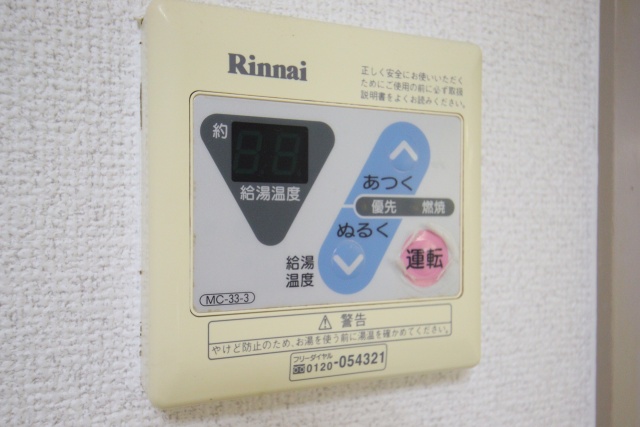 Rinnai
正しく安全にお使いいただく
ためにご使用の前に必ず取扱
説明書をよくお読みください。
約
88
給湯温度
あつく
優先 燃焼
ぬるく
給湯
温度
運転
MC-33-3
警告
やけど防止のため、お湯を使う前に湯温を確かめてください。
フリーダイヤル
0120-054321